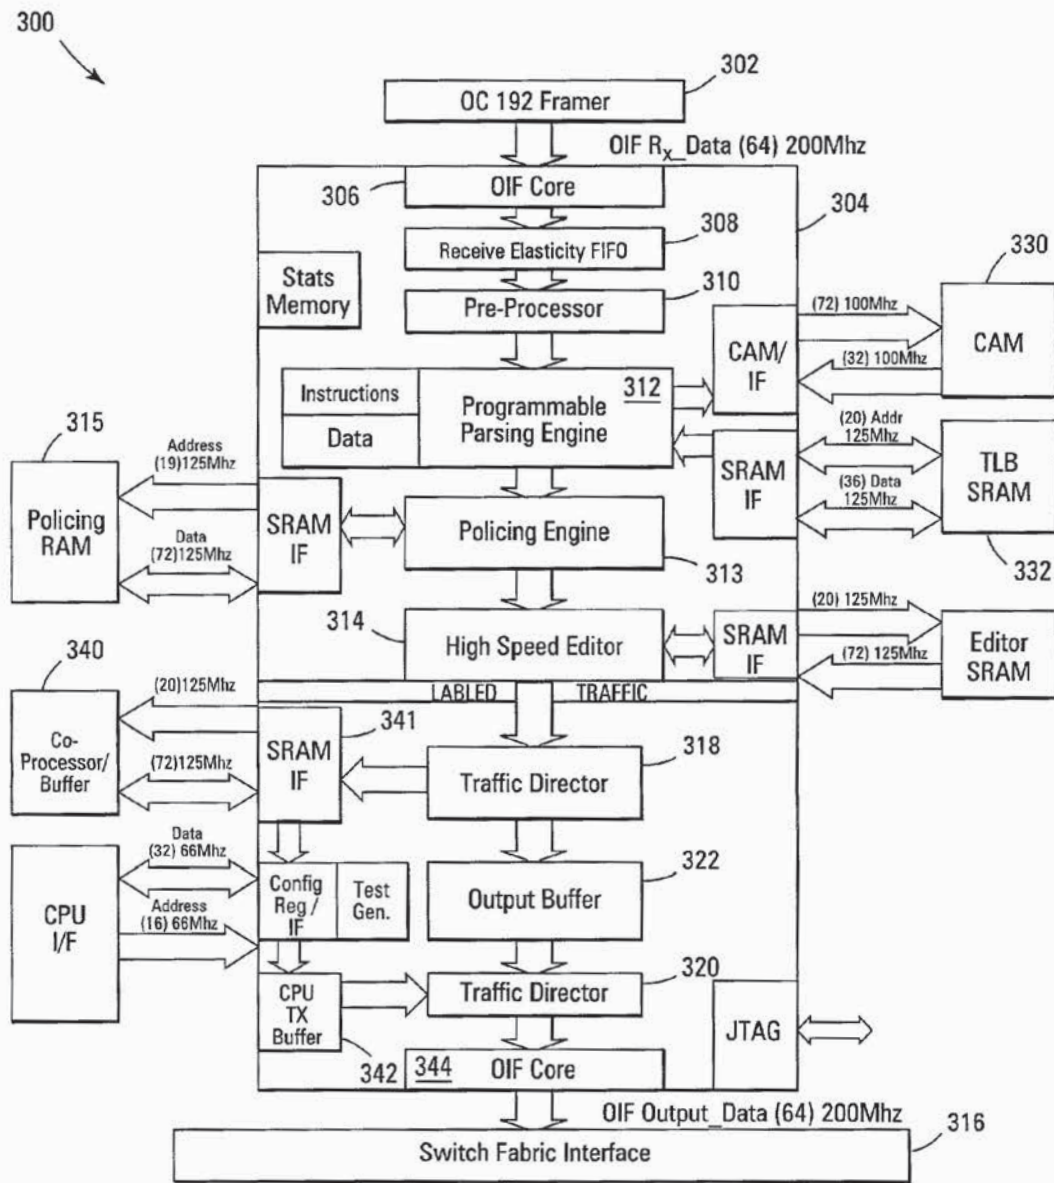 300
302
OC 192 Framer
OIF Rx_Data (64) 200Mhz
306
OIF Core
304
308
Receive Elasticity FIFO
330
Stats
Memory
310
Pre-Processor
(72) 100Mhz
CAM/
IF
CAM
(32) 100Mhz
Instructions
Data
312
Programmable
Parsing Engine
315
Address
(19)125Mhz
(20) Addr
125Mhz
SRAM
IF
TLB
SRAM
(36) Data
125Mhz
Policing
RAM
Data
(72)125Mhz
SRAM
IF
Policing Engine
313
332
314
High Speed Editor
SRAM
IF
(20) 125Mhz
(72) 125Mhz
Editor
SRAM
340
LABLED TRAFFIC
(20)125Mhz
341
SRAM
IF
318
Co-
Processor/
Buffer
(72)125Mhz
Traffic Director
Data
(32) 66Mhz
322
CPU
I/F
Address
(16) 66Mhz
Config
Reg /
IF
Test
Gen.
Output Buffer
320
CPU
TX
Buffer
Traffic Director
JTAG
342
344
OIF Core
OIF Output_Data (64) 200Mhz
316
Switch Fabric Interface